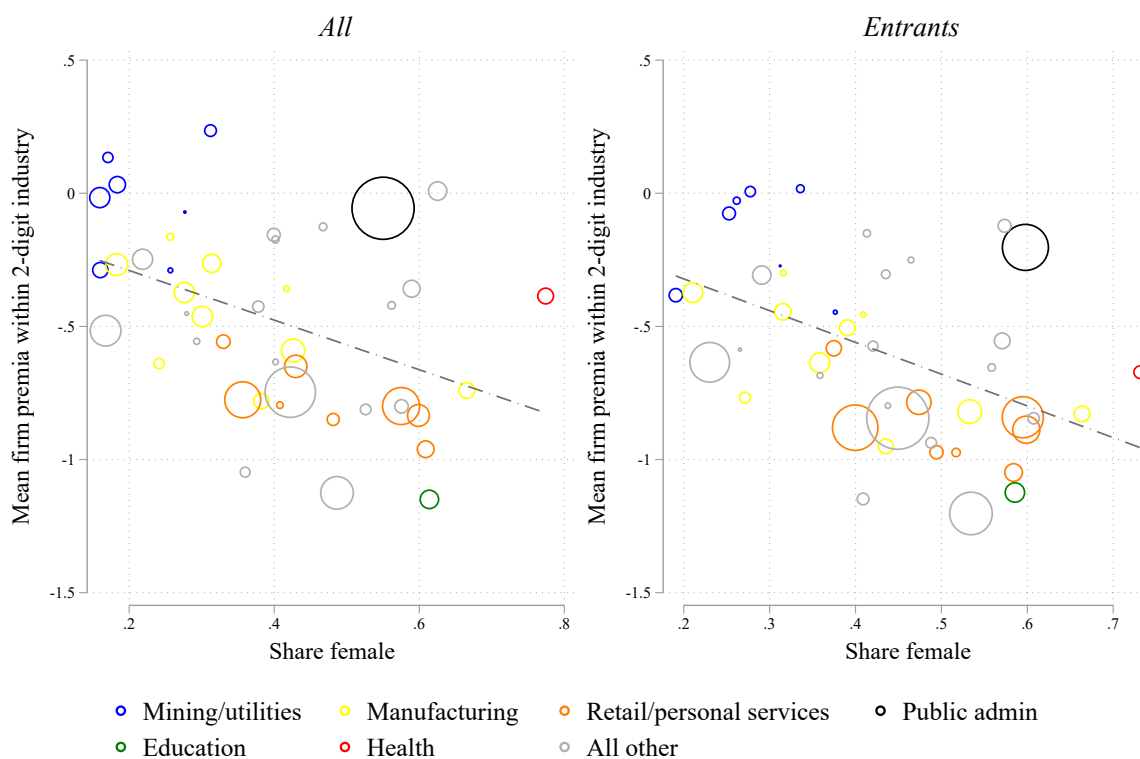 All
Entrants
Mean firm premia within 2-digit industry
.5
0
-.5
-1
-1.5
.2
.4
.6
.8
Share female
Mean firm premia within 2-digit industry
.5
0
-.5
-1
-1.5
.2
.3
.4
.5
.6
.7
Share female
Mining/utilities
Manufacturing
Retail/personal services
Public admin
Education
Health
All other